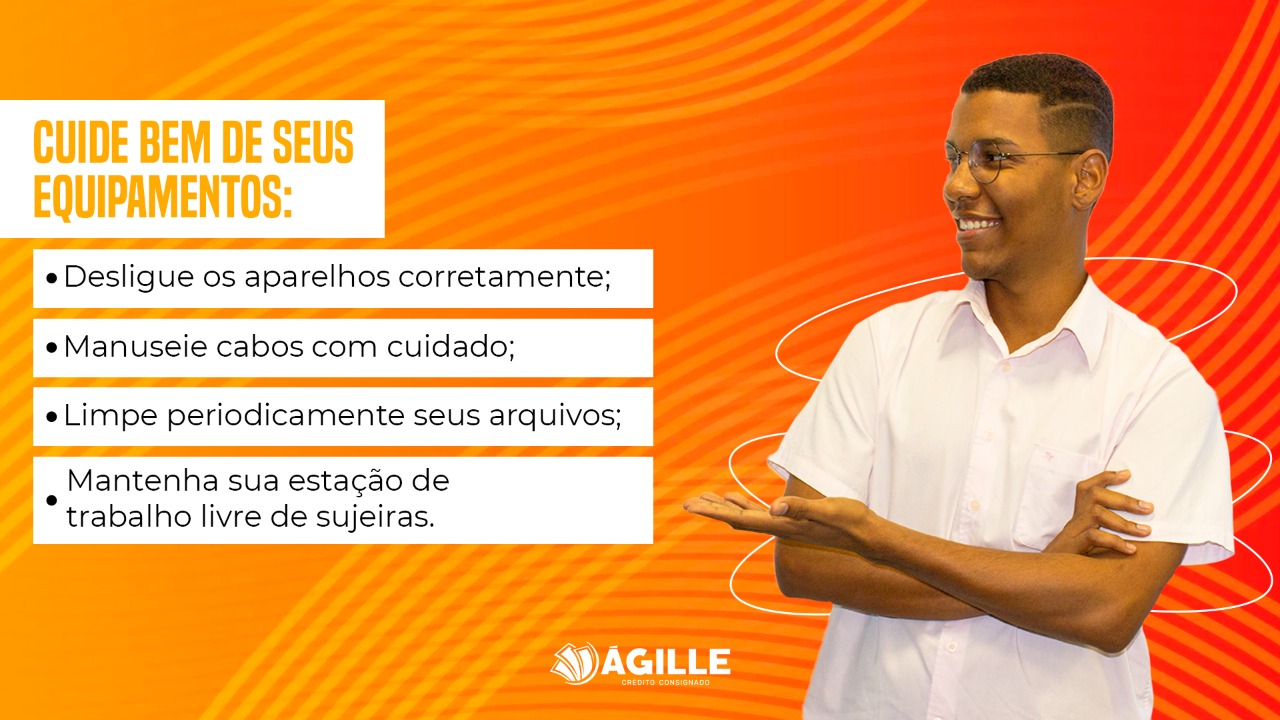 CUIDE BEM DE SEUS
EQUIPAMENTOS:
• Desligue os aparelhos corretamente;
• Manuseie cabos com cuidado;
• Limpe periodicamente seus arquivos;
• Mantenha sua estação de
trabalho livre de sujeiras.
ÁGILLE
CRÉDITO CONSIGNADO